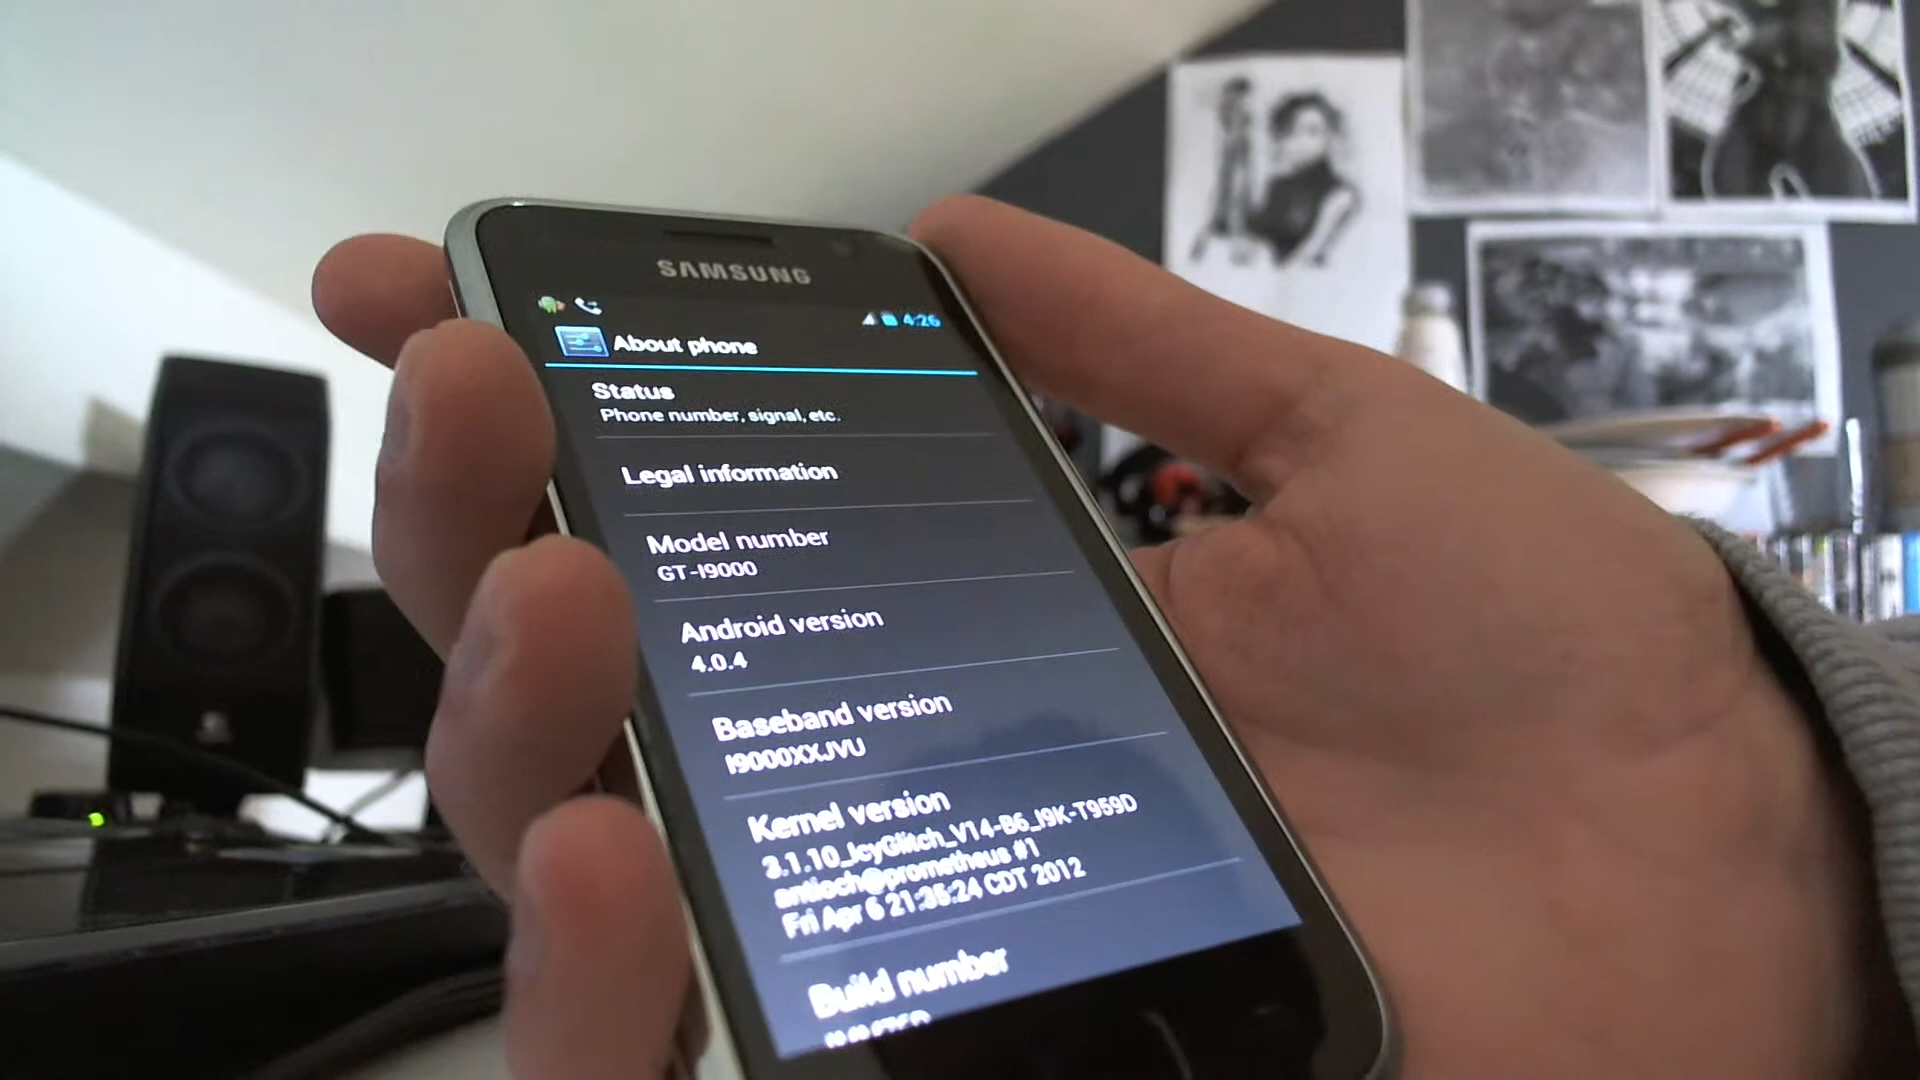 SAMSUNG
4:26
About phone
Status
Phone number, signal, etc.
Legal information
Model number
GT-I9000
Android version
4.0.4
Baseband version
I9000XXJVU
Kernel version
3.1.10_IcyGlitch_V14-B6_I9K-T959D
antioch@prometheus #1
Fri Apr 6 21:35:24 CDT 2012
Build number